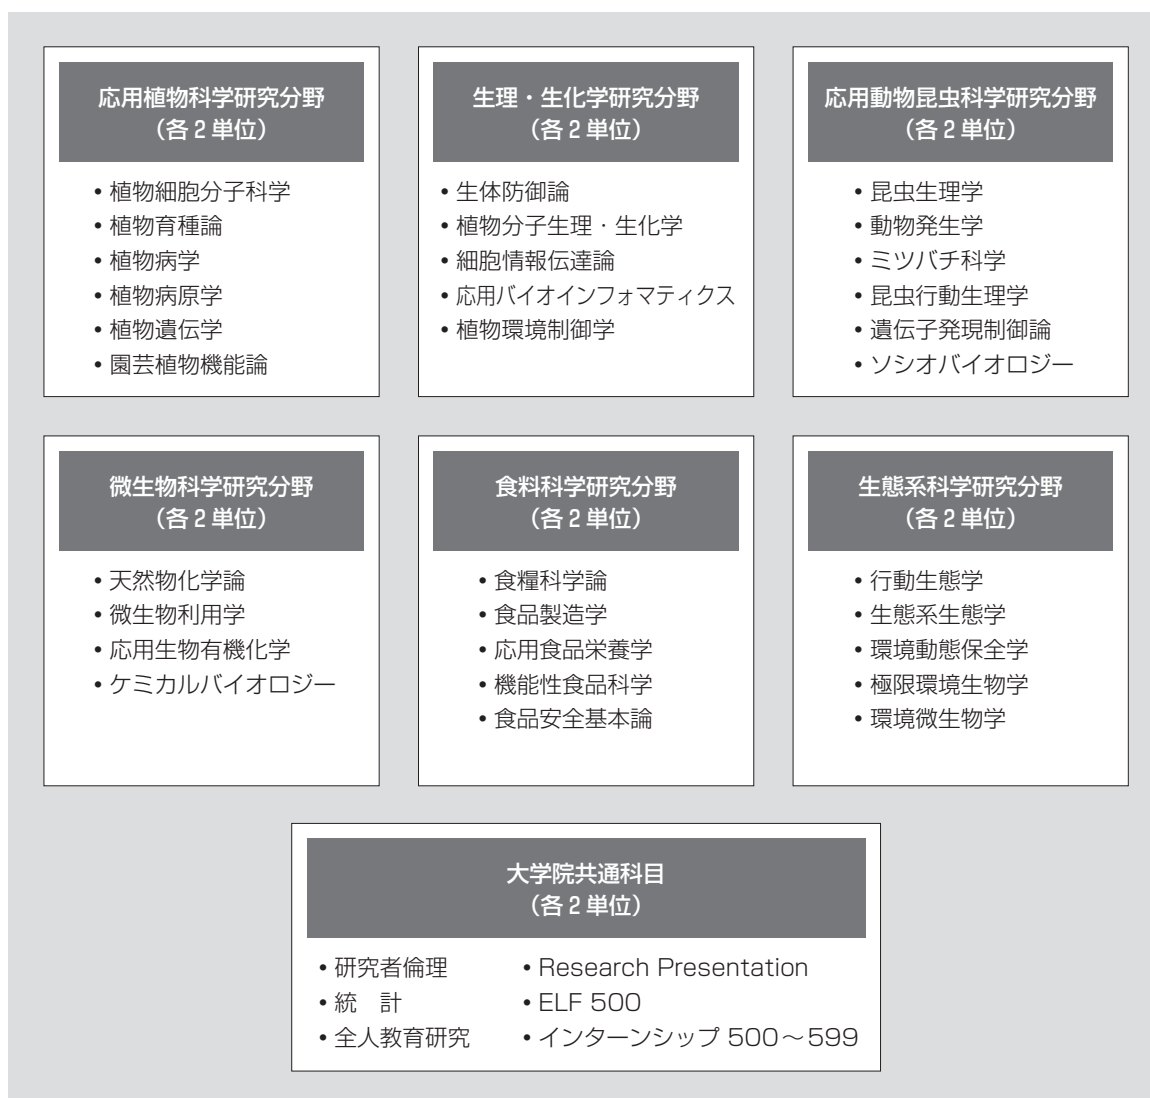 応用植物科学研究分野
（各２単位）
• 植物細胞分子科学
• 植物育種論
• 植物病学
• 植物病原学
• 植物遺伝学
• 園芸植物機能論
生理・生化学研究分野
（各２単位）
• 生体防御論
• 植物分子生理・生化学
• 細胞情報伝達論
• 応用バイオインフォマティクス
• 植物環境制御学
応用動物昆虫科学研究分野
（各２単位）
• 昆虫生理学
• 動物発生学
• ミツバチ科学
• 昆虫行動生理学
• 遺伝子発現制御論
• ソシオバイオロジー
微生物科学研究分野
（各２単位）
• 天然物化学論
• 微生物利用学
• 応用生物有機化学
• ケミカルバイオロジー
食料科学研究分野
（各２単位）
• 食糧科学論
• 食品製造学
• 応用食品栄養学
• 機能性食品科学
• 食品安全基本論
生態系科学研究分野
（各２単位）
• 行動生態学
• 生態系生態学
• 環境動態保全学
• 極限環境生物学
• 環境微生物学
大学院共通科目
（各２単位）
• 研究者倫理
• 統　計
• 全人教育研究
• Research Presentation
• ELF 500
• インターンシップ 500～599